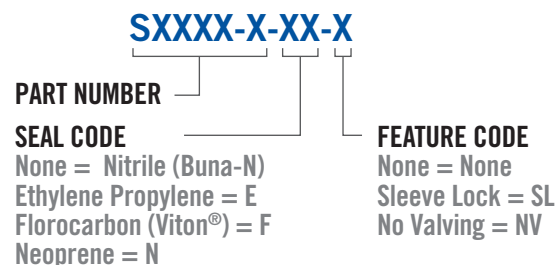 SXXXX-X-XX-X
PART NUMBER
SEAL CODE
None = Nitrile (Buna-N)
Ethylene Propylene = E
Florocarbon (Viton®) = F
Neoprene = N
FEATURE CODE
None = None
Sleeve Lock = SL
No Valving = NV